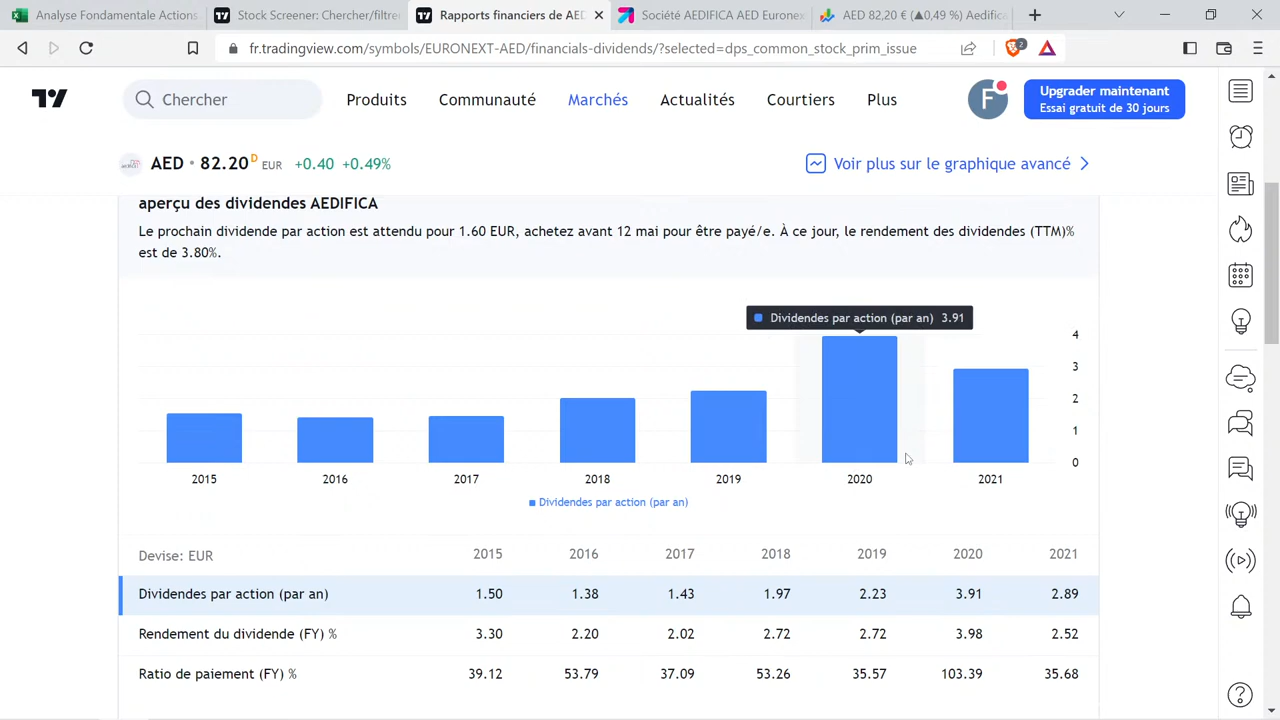 Analyse Fondamentale Actions
Stock Screener: Chercher filtrer
Rapports financiers de AED
Société AEDIFICA AED Euronex
AED 82,20 € (▲0,49 %) Aedific
fr.tradingview.com/symbols/EURONEXT-AED/financials-dividends/?selected=dps_common_stock_prim_issue
2
Chercher
Produits
Communauté
Marchés
Actualités
Courtiers
Plus
F
Upgrader maintenant
Essai gratuit de 30 jours
AED • 82.20 D EUR +0.40 +0.49%
Voir plus sur le graphique avancé
aperçu des dividendes AEDIFICA
Le prochain dividende par action est attendu pour 1.60 EUR, achetez avant 12 mai pour être payé/e. À ce jour, le rendement des dividendes (TTM)%
est de 3.80%.
Dividendes par action (par an) 3.91
4
3
2
1
0
2015 2016 2017 2018 2019 2020 2021
Dividendes par action (par an)
Devise: EUR 2015 2016 2017 2018 2019 2020 2021
Dividendes par action (par an) 1.50 1.38 1.43 1.97 2.23 3.91 2.89
Rendement du dividende (FY) % 3.30 2.20 2.02 2.72 2.72 3.98 2.52
Ratio de paiement (FY) % 39.12 53.79 37.09 53.26 35.57 103.39 35.68